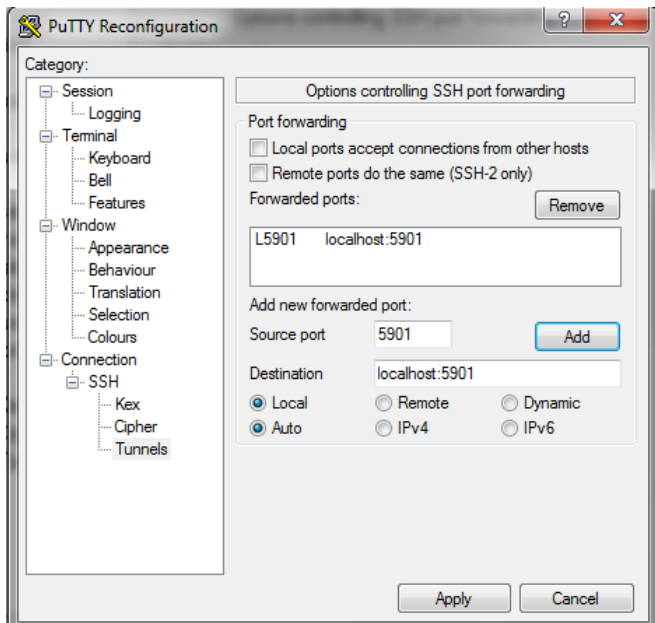 PuTTY Reconfiguration
Category:
Session
Logging
Terminal
Keyboard
Bell
Features
Window
Appearance
Behaviour
Translation
Selection
Colours
Connection
SSH
Kex
Cipher
Tunnels
Options controlling SSH port forwarding
Port forwarding
Local ports accept connections from other hosts
Remote ports do the same (SSH-2 only)
Forwarded ports:
Remove
L5901 localhost:5901
Add new forwarded port:
Source port 5901 Add
Destination localhost:5901
Local Remote Dynamic
Auto IPv4 IPv6
Apply Cancel